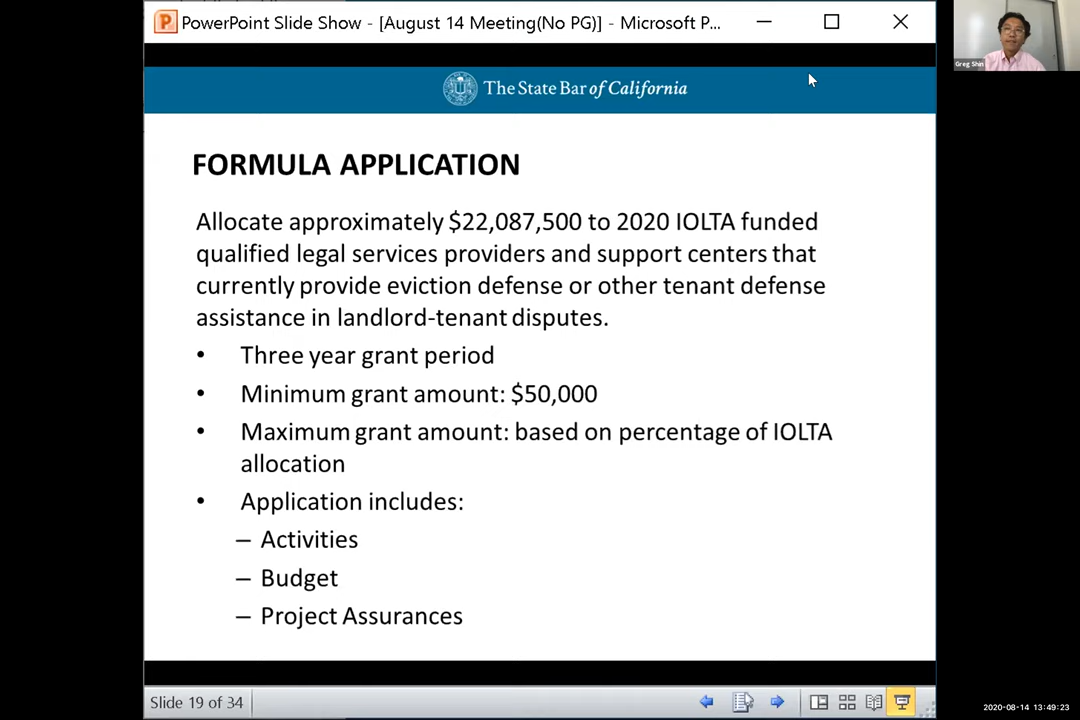 PowerPoint Slide Show - [August 14 Meeting(No PG)] - Microsoft P...
Greg Shin
The State Bar of California
FORMULA APPLICATION
Allocate approximately $22,087,500 to 2020 IOLTA funded
qualified legal services providers and support centers that
currently provide eviction defense or other tenant defense
assistance in landlord-tenant disputes.
• Three year grant period
• Minimum grant amount: $50,000
• Maximum grant amount: based on percentage of IOLTA
allocation
• Application includes:
– Activities
– Budget
– Project Assurances
Slide 19 of 34
2020-08-14 13:49:23